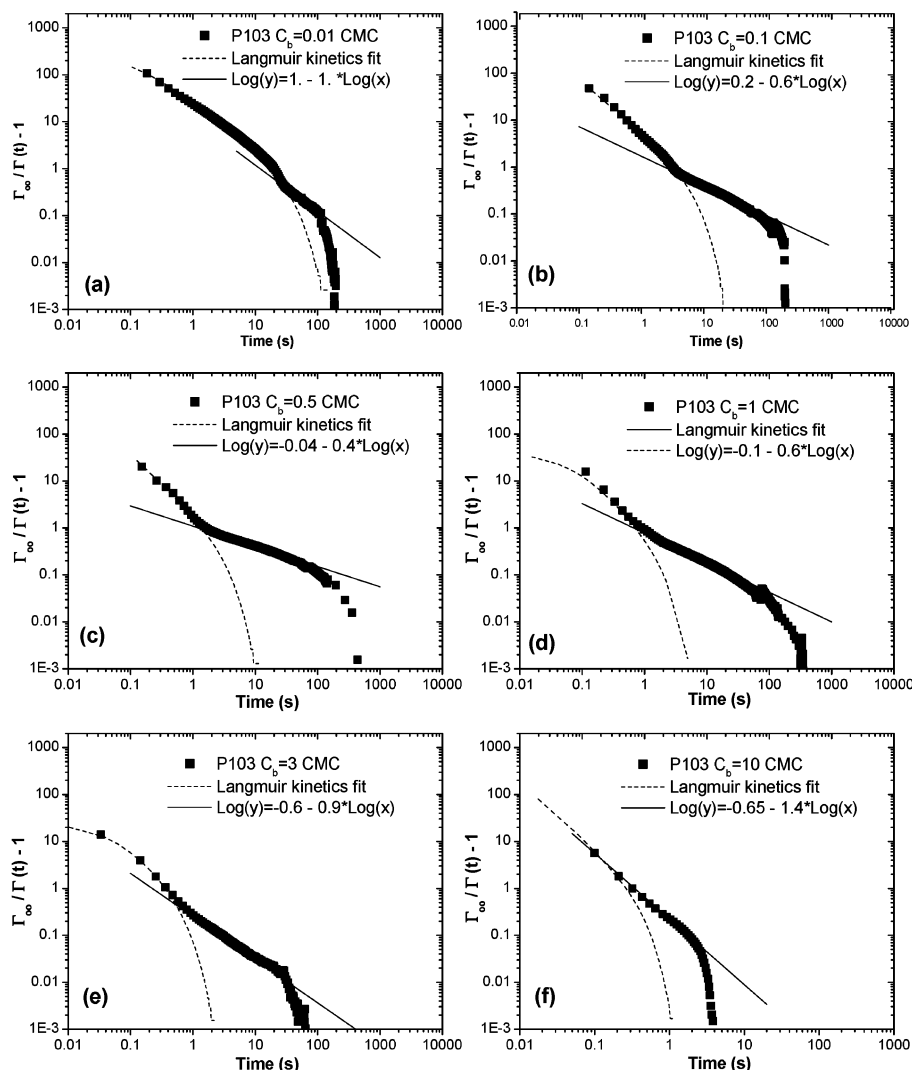 P103 C_b=0.01 CMC
Langmuir kinetics fit
Log(y)=1. - 1. *Log(x)
1000
100
10
1
0.1
0.01
1E-3
Γ∞ / Γ (t) - 1
(a)
0.01 0.1 1 10 100 1000 10000
Time (s)
P103 C_b=0.1 CMC
Langmuir kinetics fit
Log(y)=0.2 - 0.6*Log(x)
1000
100
10
1
0.1
0.01
1E-3
Γ∞ / Γ (t) - 1
(b)
0.01 0.1 1 10 100 1000 10000
Time (s)
P103 C_b=0.5 CMC
Langmuir kinetics fit
Log(y)=-0.04 - 0.4*Log(x)
1000
100
10
1
0.1
0.01
1E-3
Γ∞ / Γ (t) - 1
(c)
0.01 0.1 1 10 100 1000 10000
Time (s)
P103 C_b=1 CMC
Langmuir kinetics fit
Log(y)=-0.1 - 0.6*Log(x)
1000
100
10
1
0.1
0.01
1E-3
Γ∞ / Γ (t) - 1
(d)
0.01 0.1 1 10 100 1000 10000
Time (s)
P103 C_b=3 CMC
Langmuir kinetics fit
Log(y)=-0.6 - 0.9*Log(x)
1000
100
10
1
0.1
0.01
1E-3
Γ∞ / Γ (t) - 1
(e)
0.01 0.1 1 10 100 1000 10000
Time (s)
P103 C_b=10 CMC
Langmuir kinetics fit
Log(y)=-0.65 - 1.4*Log(x)
1000
100
10
1
0.1
0.01
1E-3
Γ∞ / Γ (t) - 1
(f)
0.01 0.1 1 10 100 1000 10000
Time (s)